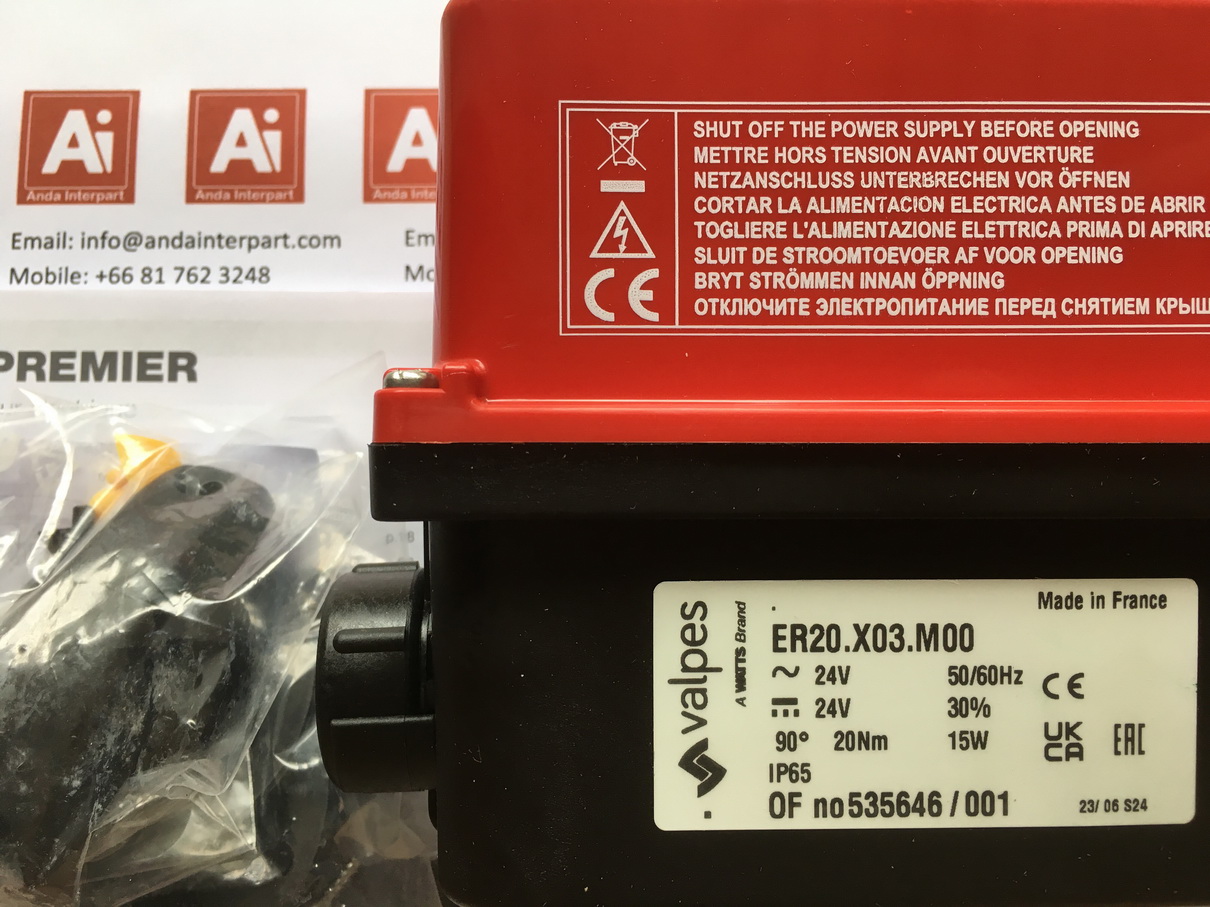 Ai Ai
Anda Interpart Anda Interpart
Email: info@andainterpart.com
Mobile: +66 81 762 3248
PREMIER
SHUT OFF THE POWER SUPPLY BEFORE OPENING
METTRE HORS TENSION AVANT OUVERTURE
NETZANSCHLUSS UNTERBRECHEN VOR ÖFFNEN
CORTAR LA ALIMENTACION ELECTRICA ANTES DE ABRIR
TOGLIERE L'ALIMENTAZIONE ELETTRICA PRIMA DI APRIRE
SLUIT DE STROOMTOEVOER AF VOOR OPENING
BRYT STRÖMMEN INNAN ÖPPNING
ОТКЛЮЧИТЕ ЭЛЕКТРОПИТАНИЕ ПЕРЕД СНЯТИЕМ КРЫШ
CE
valpes
A WATTS Brand
Made in France
ER20.X03.M00
24V 50/60Hz
24V 30%
90° 20Nm 15W
IP65
OF no 535646 / 001
CE
UK
CA
EAC
23/ 06 S24